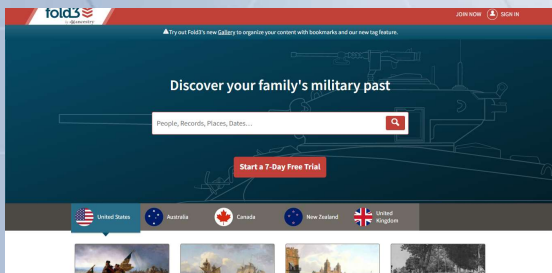 fold3
by ancestry
JOIN NOW
SIGN IN
Try out Fold3's new Gallery to organize your content with bookmarks and our new tag feature.
Discover your family's military past
People, Records, Places, Dates...
Start a 7-Day Free Trial
United States
Australia
Canada
New Zealand
United
Kingdom